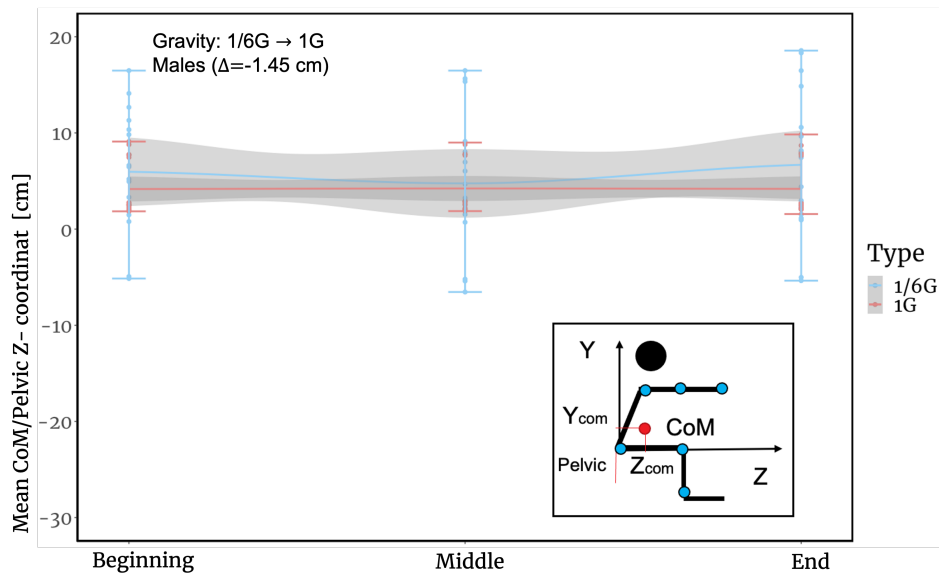 Gravity: 1/6G → 1G
Males (Δ=-1.45 cm)
Mean CoM/Pelvic Z- coordinat [cm]
20
10
0
-10
-20
-30
Beginning
Middle
End
Type
1/6G
1G
Y
Ycom
CoM
Pelvic
Zcom
Z